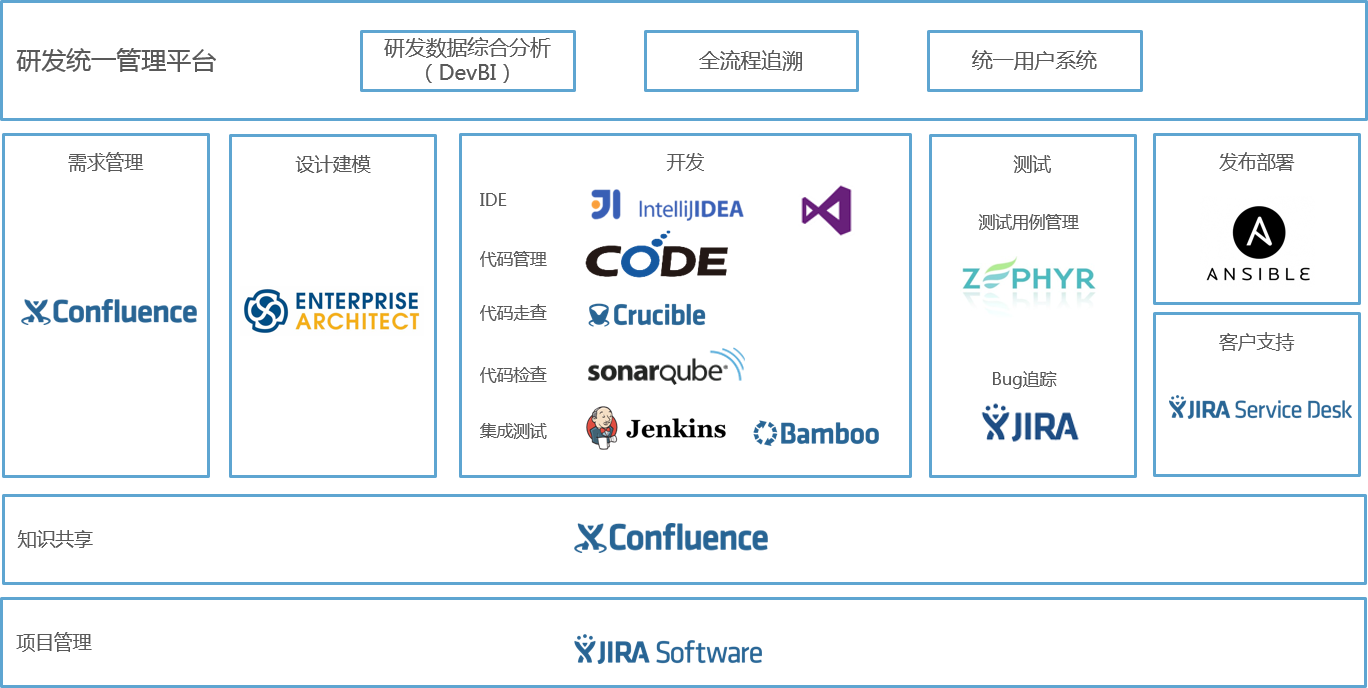 研发统一管理平台
研发数据综合分析
（DevBI）
全流程追溯
统一用户系统
需求管理
Confluence
设计建模
ENTERPRISE
ARCHITECT
开发
IDE
JI IntelliJIDEA
代码管理
CODE
代码走查
Crucible
代码检查
sonarqube
集成测试
Jenkins
Bamboo
测试
测试用例管理
ZEPHYR
Bug追踪
JIRA
发布部署
ANSIBLE
客户支持
JIRA Service Desk
知识共享
Confluence
项目管理
JIRA Software